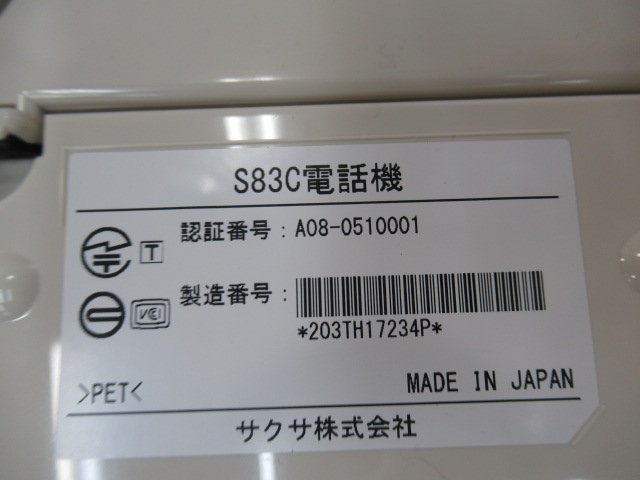 S83C電話機
認証番号：A08-0510001
T
製造番号：
VCI
*203TH17234P*
>PET<
MADE IN JAPAN
サクサ株式会社